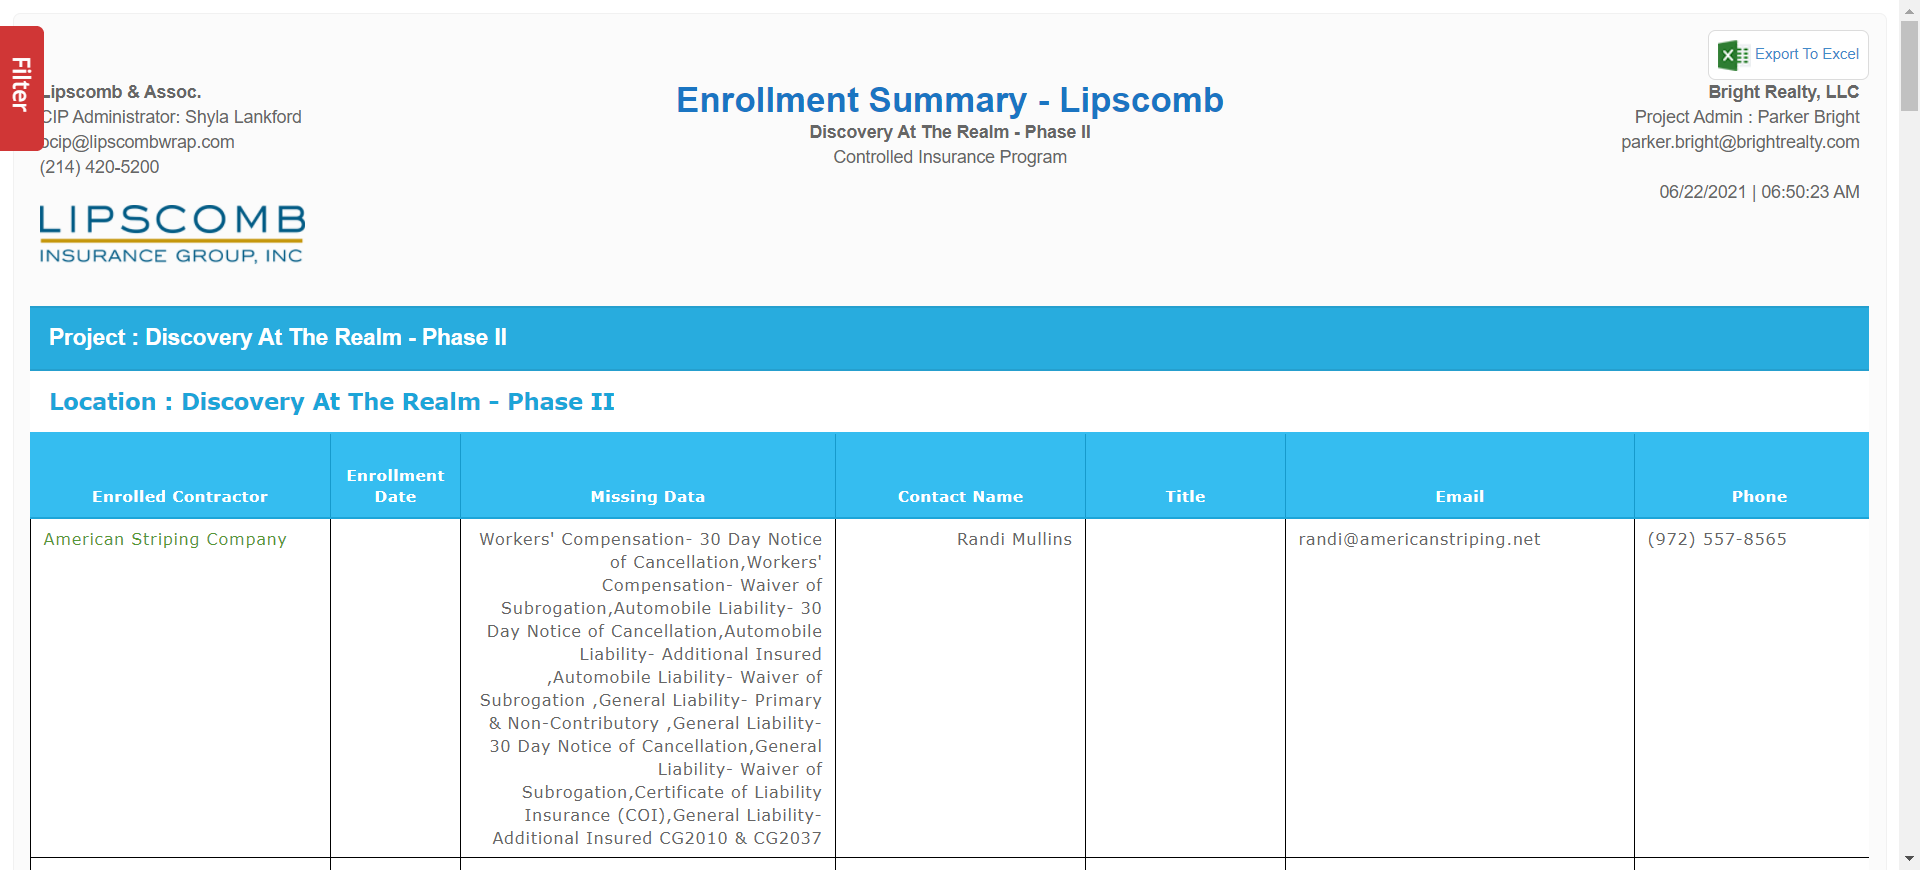 Filter
Export To Excel
Lipscomb & Assoc.
CIP Administrator: Shyla Lankford
ocip@lipscombwrap.com
(214) 420-5200
LIPSCOMB
INSURANCE GROUP, INC
Enrollment Summary - Lipscomb
Discovery At The Realm - Phase II
Controlled Insurance Program
Bright Realty, LLC
Project Admin : Parker Bright
parker.bright@brightrealty.com
06/22/2021 | 06:50:23 AM
Project : Discovery At The Realm - Phase II
Location : Discovery At The Realm - Phase II
Enrolled Contractor
Enrollment
Date
Missing Data
Contact Name
Title
Email
Phone
American Striping Company
Workers' Compensation- 30 Day Notice
of Cancellation,Workers'
Compensation- Waiver of
Subrogation,Automobile Liability- 30
Day Notice of Cancellation,Automobile
Liability- Additional Insured
,Automobile Liability- Waiver of
Subrogation ,General Liability- Primary
& Non-Contributory ,General Liability-
30 Day Notice of Cancellation,General
Liability- Waiver of
Subrogation,Certificate of Liability
Insurance (COI),General Liability-
Additional Insured CG2010 & CG2037
Randi Mullins
randi@americanstriping.net
(972) 557-8565